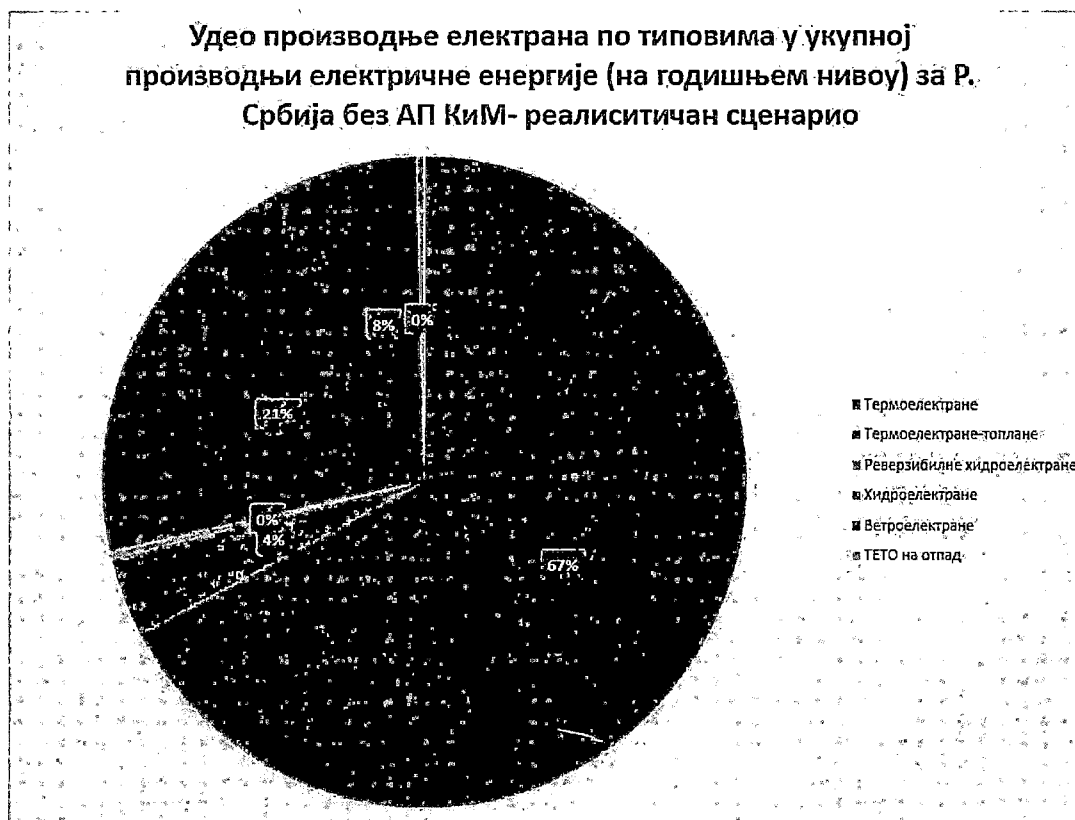 Удео производње електрана по типовима у укупној
производњи електричне енергије (на годишњем нивоу) за Р.
Србија без АП КиМ- реалиситичан сценарио
8%
0%
21%
0%
4%
67%
Термоелектране
Термоелектране-топлане
Реверзибилне хидроелектране
Хидроелектране
Ветроелектране
ТЕТО на отпад